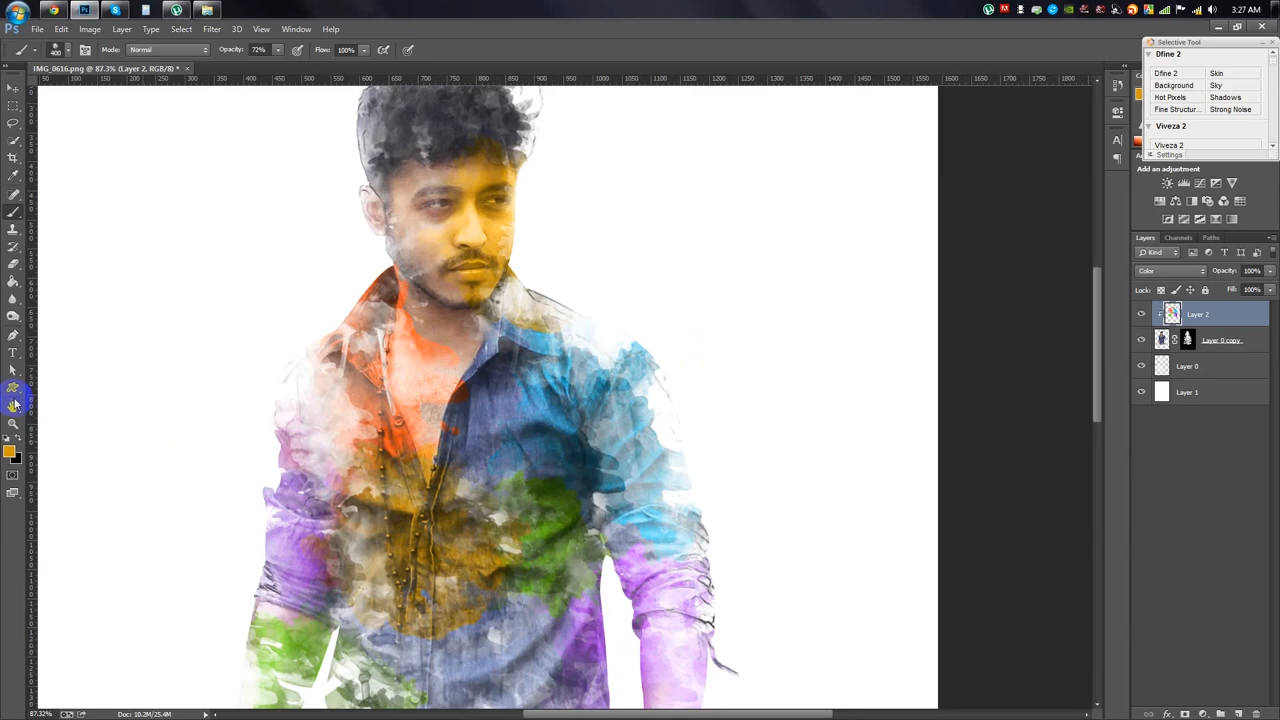 3:27 AM
Ps File Edit Image Layer Type Select Filter 3D View Window Help
400 Mode: Normal Opacity: 72% Flow: 100%
Selective Tool
IMG_0616.png @ 87.3% (Layer 2, RGB/8) * ×
Dfine 2
Dfine 2 Skin
Background Sky
Hot Pixels Shadows
Fine Structur... Strong Noise
Viveza 2
Viveza 2
Settings
Add an adjustment
Layers Channels Paths
Kind
Color Opacity: 100%
Lock: Fill: 100%
Layer 2
Layer 0 copy
Layer 0
Layer 1
87.32% Doc: 10.2M/25.4M